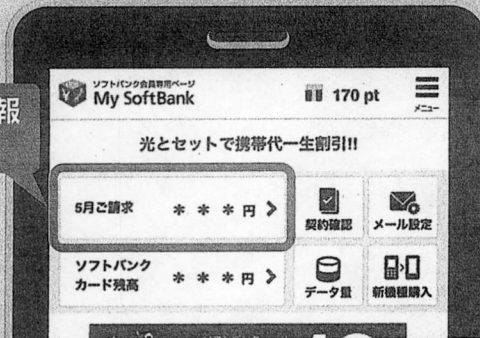 報
ソフトバンク会員専用ページ
My SoftBank
170 pt
メニュー
光とセットで携帯代一生割引!!
5月ご請求 ＊ ＊ ＊ 円
契約確認
メール設定
ソフトバンク
カード残高 ＊ ＊ ＊ 円
データ量
新機種購入